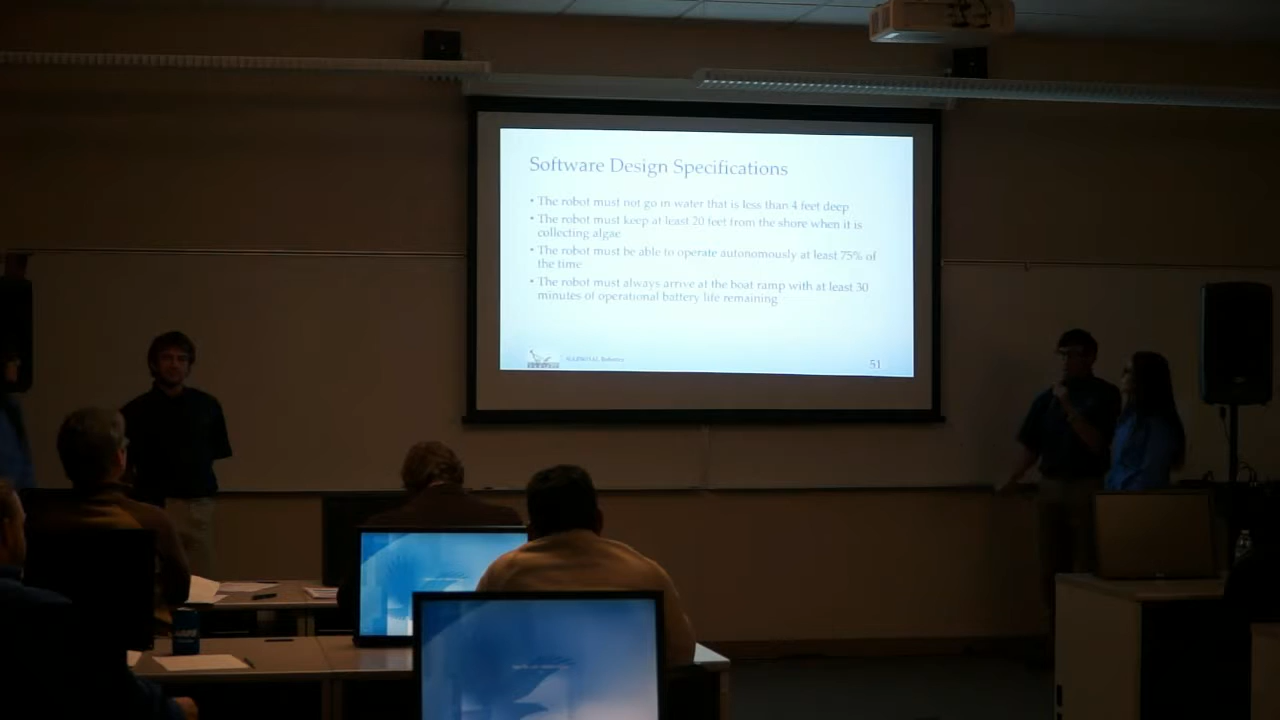 Software Design Specifications
• The robot must not go in water that is less than 4 feet deep
• The robot must keep at least 20 feet from the shore when it is
collecting algae
• The robot must be able to operate autonomously at least 75% of
the time
• The robot must always arrive at the boat ramp with at least 30
minutes of operational battery life remaining
Robotics
51